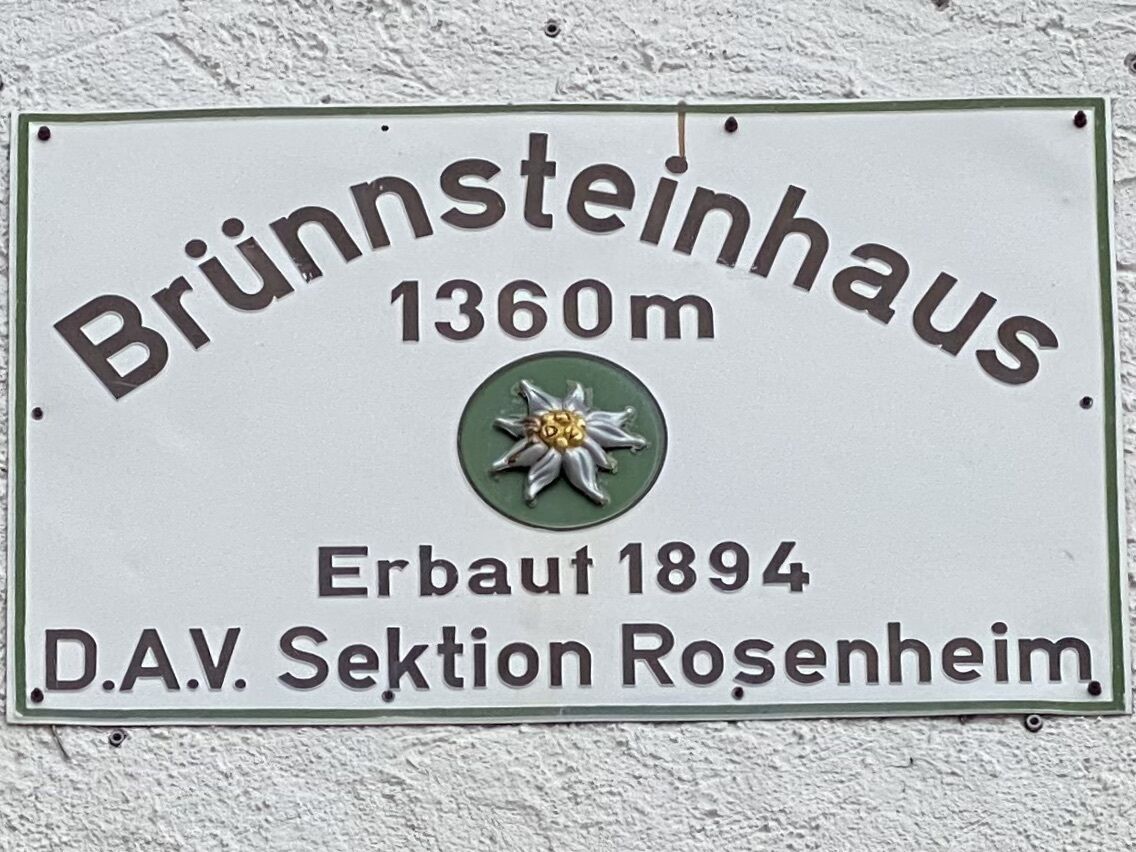 Brünnsteinhaus
1360m
Erbaut 1894
D.A.V. Sektion Rosenheim